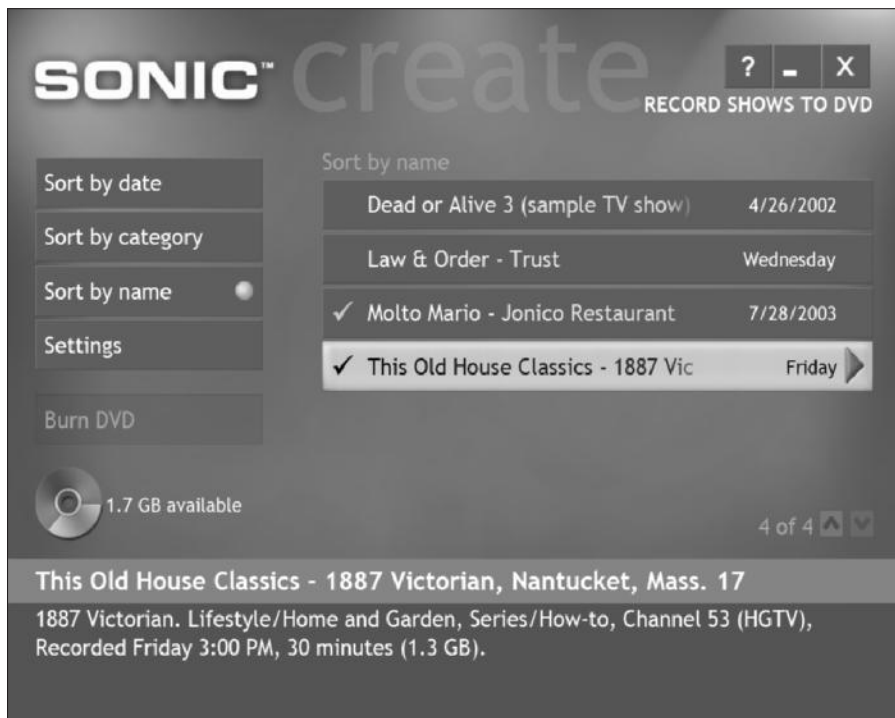 SONIC™ create
? - X
RECORD SHOWS TO DVD
Sort by date
Sort by category
Sort by name
Settings
Burn DVD
1.7 GB available
Sort by name
Dead or Alive 3 (sample TV show) 4/26/2002
Law & Order - Trust Wednesday
✓ Molto Mario - Jonico Restaurant 7/28/2003
✓ This Old House Classics - 1887 Vic Friday
4 of 4
This Old House Classics - 1887 Victorian, Nantucket, Mass. 17
1887 Victorian. Lifestyle/Home and Garden, Series/How-to, Channel 53 (HGTV),
Recorded Friday 3:00 PM, 30 minutes (1.3 GB).